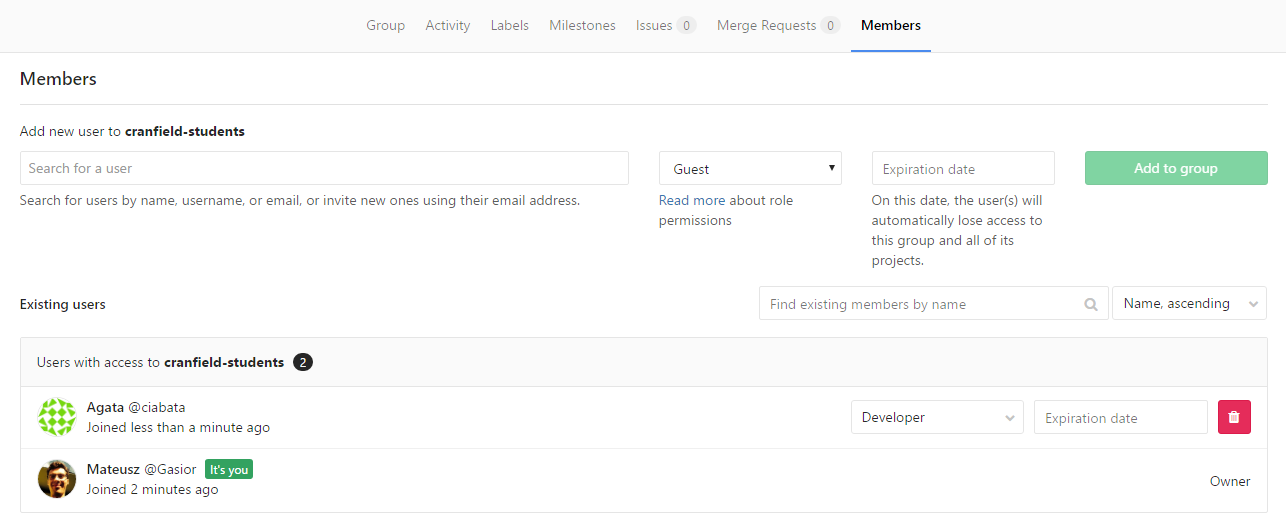 Group Activity Labels Milestones Issues 0 Merge Requests 0 Members
Members
Add new user to cranfield-students
Search for a user
Guest
Expiration date
Add to group
Search for users by name, username, or email, or invite new ones using their email address.
Read more about role
permissions
On this date, the user(s) will
automatically lose access to
this group and all of its
projects.
Existing users
Find existing members by name
Name, ascending
Users with access to cranfield-students 2
Agata @ciabata
Joined less than a minute ago
Developer
Expiration date
Mateusz @Gasior It's you
Joined 2 minutes ago
Owner